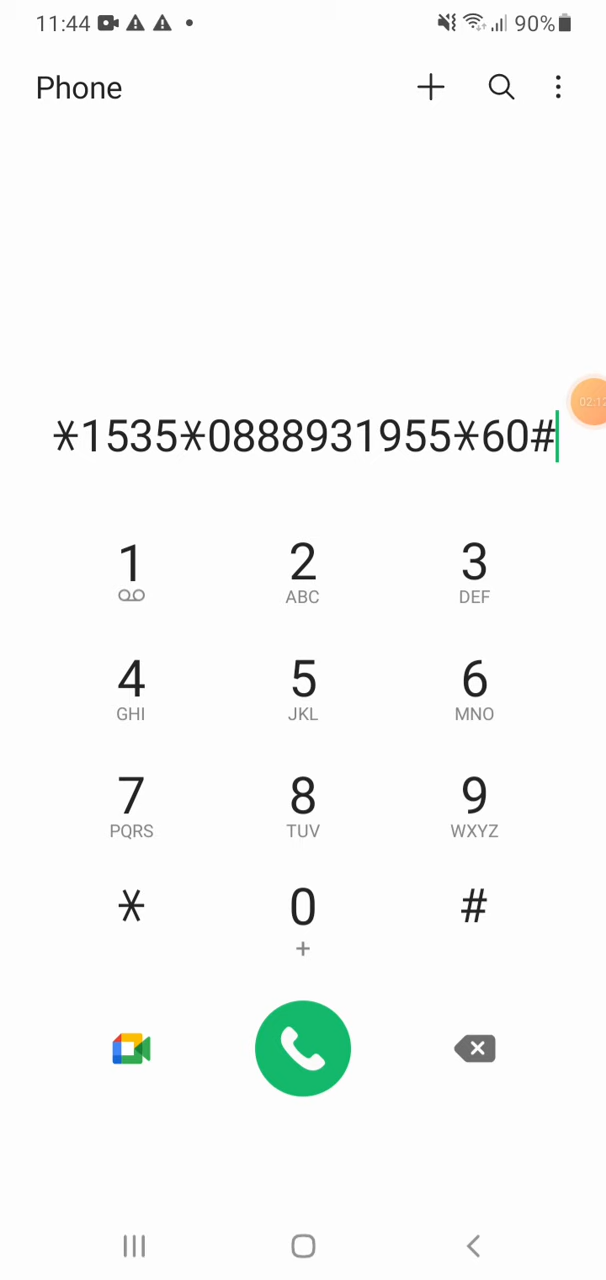 11:44 90%
Phone
*1535*0888931955*60#
1 2 ABC 3 DEF
4 GHI 5 JKL 6 MNO
7 PQRS 8 TUV 9 WXYZ
* 0 + #